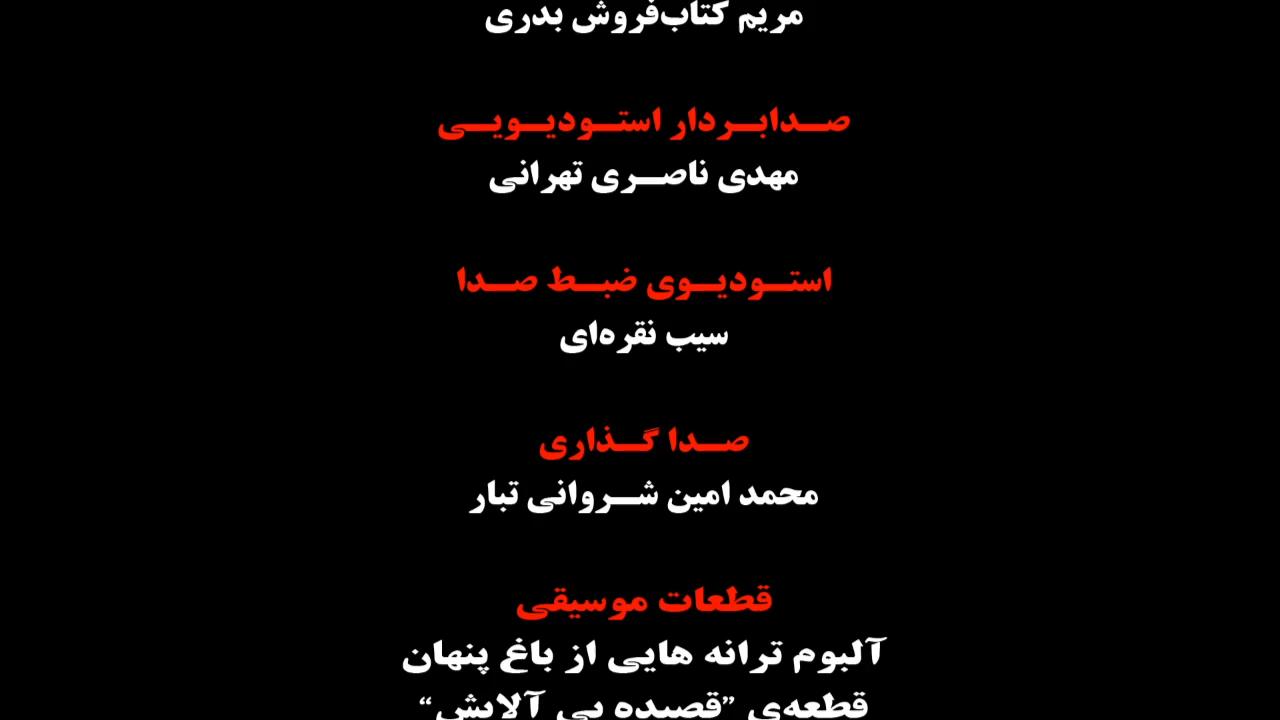 مریم کتاب‌فروش بدری
صدابردار استودیویی
مهدی ناصری تهرانی
استودیوی ضبط صدا
سیب نقره‌ای
صدا گذاری
محمد امین شروانی تبار
قطعات موسیقی
آلبوم ترانه هایی از باغ پنهان
قطعه‌ی ”قصیده بی آلایش“